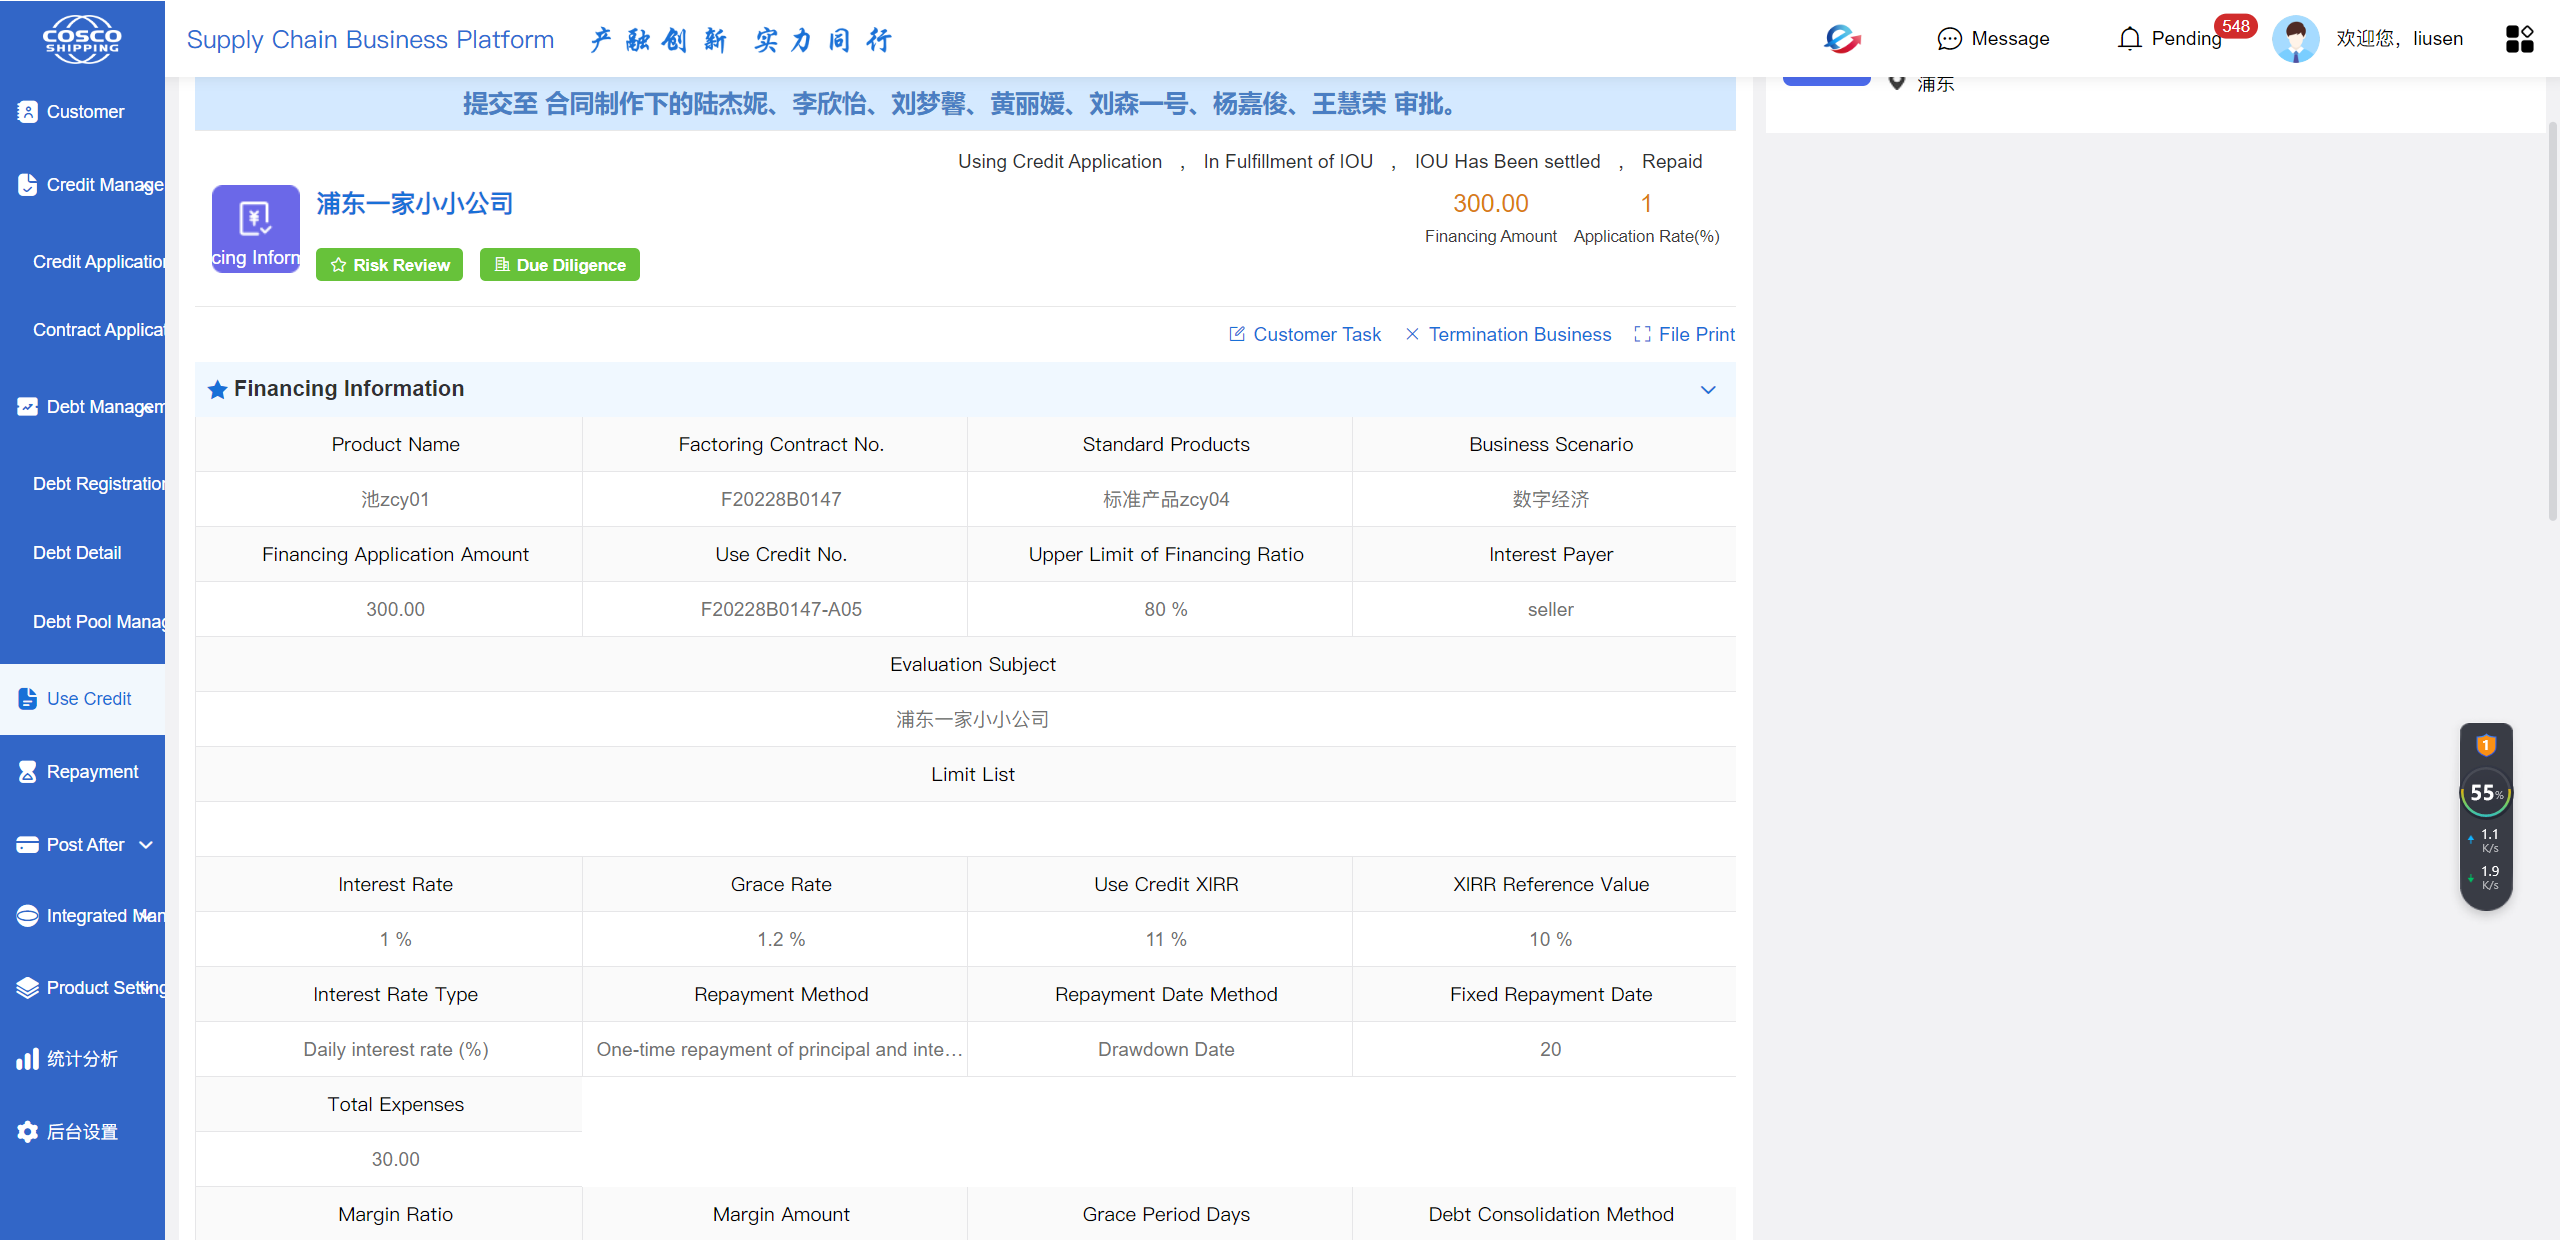 COSCO
SHIPPING
Supply Chain Business Platform
产融创新 实力同行
Message
Pending
548
欢迎您，liusen
Customer
Credit Manage
Credit Application
Contract Applicat
Debt Managem
Debt Registration
Debt Detail
Debt Pool Manag
Use Credit
Repayment
Post After
Integrated Man
Product Setting
统计分析
后台设置
提交至 合同制作下的陆杰妮、李欣怡、刘梦馨、黄丽媛、刘森一号、杨嘉俊、王慧荣 审批。
浦东
Using Credit Application , In Fulfillment of IOU , IOU Has Been settled , Repaid
浦东一家小小公司
300.00 1
Financing Amount Application Rate(%)
cing Inforn
Risk Review
Due Diligence
Customer Task
Termination Business
File Print
Financing Information
Product Name Factoring Contract No. Standard Products Business Scenario
池zcy01 F20228B0147 标准产品zcy04 数字经济
Financing Application Amount Use Credit No. Upper Limit of Financing Ratio Interest Payer
300.00 F20228B0147-A05 80 % seller
Evaluation Subject
浦东一家小小公司
Limit List
Interest Rate Grace Rate Use Credit XIRR XIRR Reference Value
1 % 1.2 % 11 % 10 %
Interest Rate Type Repayment Method Repayment Date Method Fixed Repayment Date
Daily interest rate (%) One-time repayment of principal and inte... Drawdown Date 20
Total Expenses
30.00
Margin Ratio Margin Amount Grace Period Days Debt Consolidation Method
1
55%
1.1
K/s
1.9
K/s